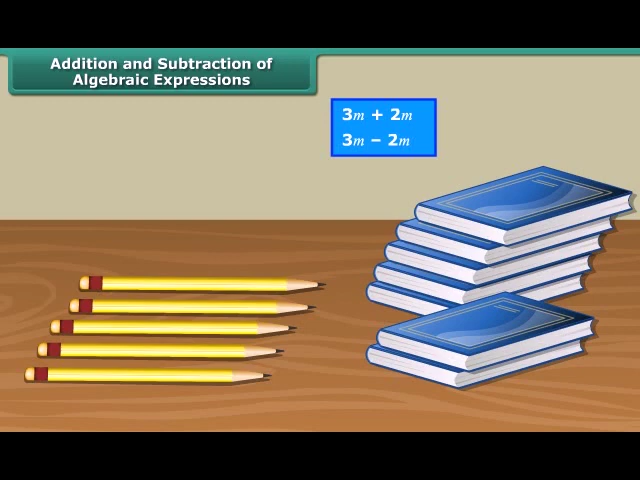 Addition and Subtraction of
Algebraic Expressions
3m + 2m
3m − 2m